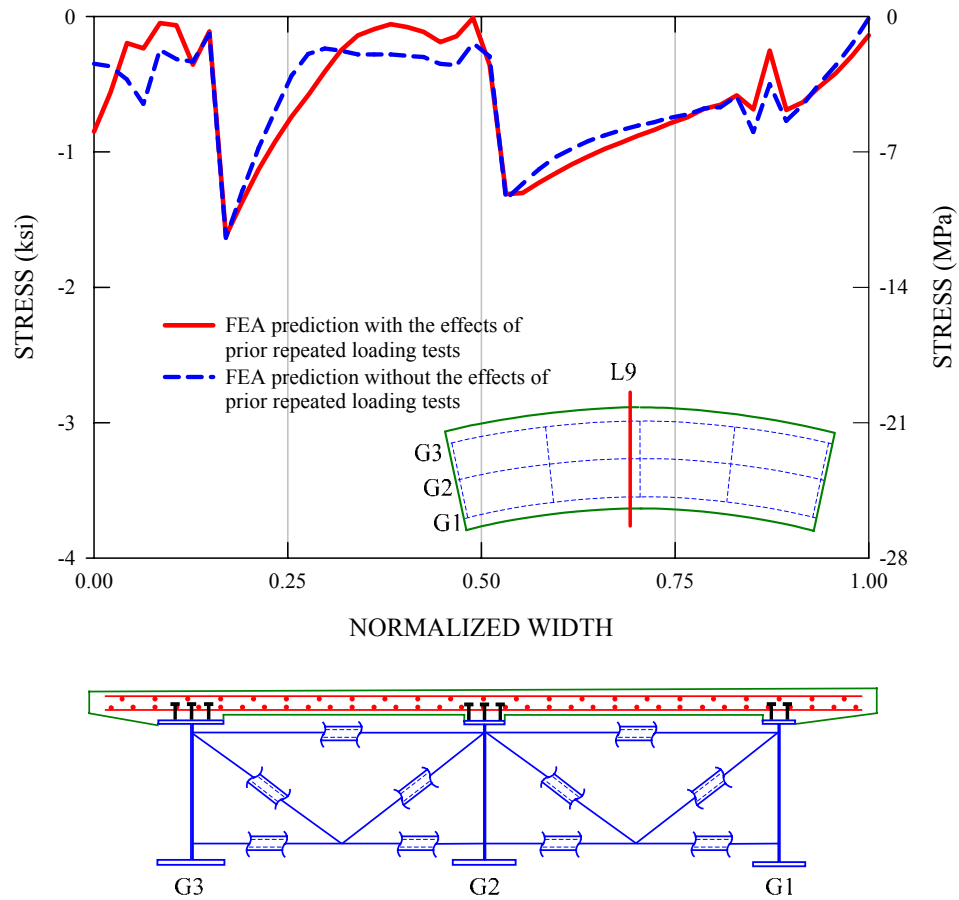 0
-1
-2
-3
-4
STRESS (ksi)
0
-7
-14
-21
-28
STRESS (MPa)
FEA prediction with the effects of
prior repeated loading tests
FEA prediction without the effects of
prior repeated loading tests
L9
G3
G2
G1
0.00 0.25 0.50 0.75 1.00
NORMALIZED WIDTH
G3 G2 G1